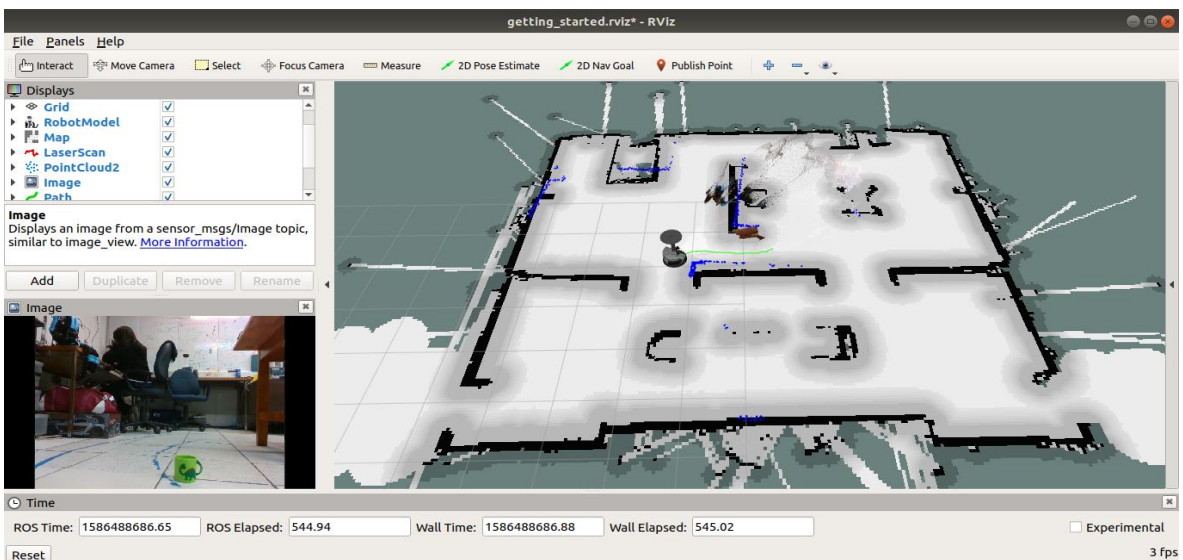 getting_started.rviz* - RViz
File Panels Help
Interact Move Camera Select Focus Camera Measure 2D Pose Estimate 2D Nav Goal Publish Point
Displays
Grid
RobotModel
Map
LaserScan
PointCloud2
Image
Path
Image
Displays an image from a sensor_msgs/Image topic,
similar to image_view. More Information.
Add Duplicate Remove Rename
Image
Time
ROS Time: 1586488686.65 ROS Elapsed: 544.94 Wall Time: 1586488686.88 Wall Elapsed: 545.02 Experimental
Reset 3 fps